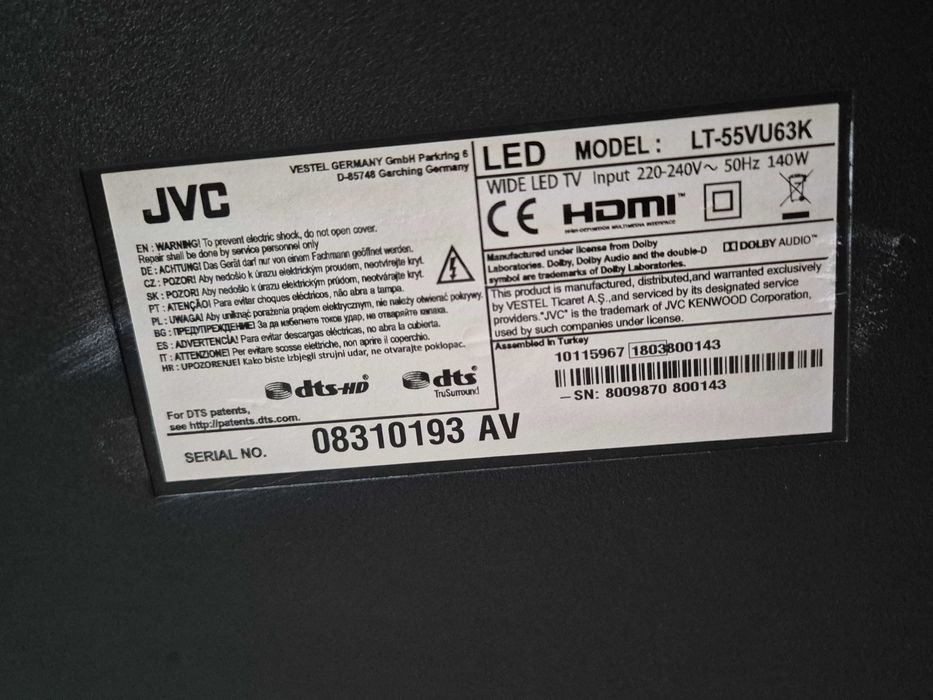 JVC
VESTEL GERMANY GmbH Parkring 6
D-85748 Garching Germany
EN : WARNING! To prevent electric shock, do not open cover.
Repair shall be done by service personnel only
DE : ACHTUNG! Das Gerät darf nur von einem Fachmann geöffnet werden.
CZ : POZOR! Aby nedošlo k úrazu elektrickým proudem, neotvírejte kryt.
SK : POZOR! Aby nedošlo k úrazu elektrickým prúdom, neotvárajte kryt.
PT : ATENÇÃO! Para evitar choques eléctricos, não abra a tampa.
PL : UWAGA! Aby uniknąć porażenia prądem elektrycznym, nie należy otwierać pokrywy.
BG : ПРЕДУПРЕЖДЕНИЕ! За да избегнете токов удар, не отваряйте капака.
ES : ADVERTENCIA! Para evitar descargas eléctricas, no abra la cubierta.
IT : ATTENZIONE! Per evitare scosse elettriche, non aprire il coperchio.
HR : UPOZORENJE! Kako biste izbjegli strujni udar, ne otvarajte poklopac.
dts-HD®
dts®
TruSurround
For DTS patents,
see http://patents.dts.com.
SERIAL NO. 08310193 AV
LED MODEL : LT-55VU63K
WIDE LED TV Input 220-240V~ 50Hz 140W
CE HDMI™
HIGH-DEFINITION MULTIMEDIA INTERFACE
Manufactured under license from Dolby
Laboratories. Dolby, Dolby Audio and the double-D
symbol are trademarks of Dolby Laboratories.
DOLBY AUDIO™
This product is manufactured, distributed,and warranted exclusively
by VESTEL Ticaret A.Ş.,and serviced by its designated service
providers."JVC" is the trademark of JVC KENWOOD Corporation,
used by such companies under license.
Assembled in Turkey
10115967 1803800143
–SN: 8009870 800143